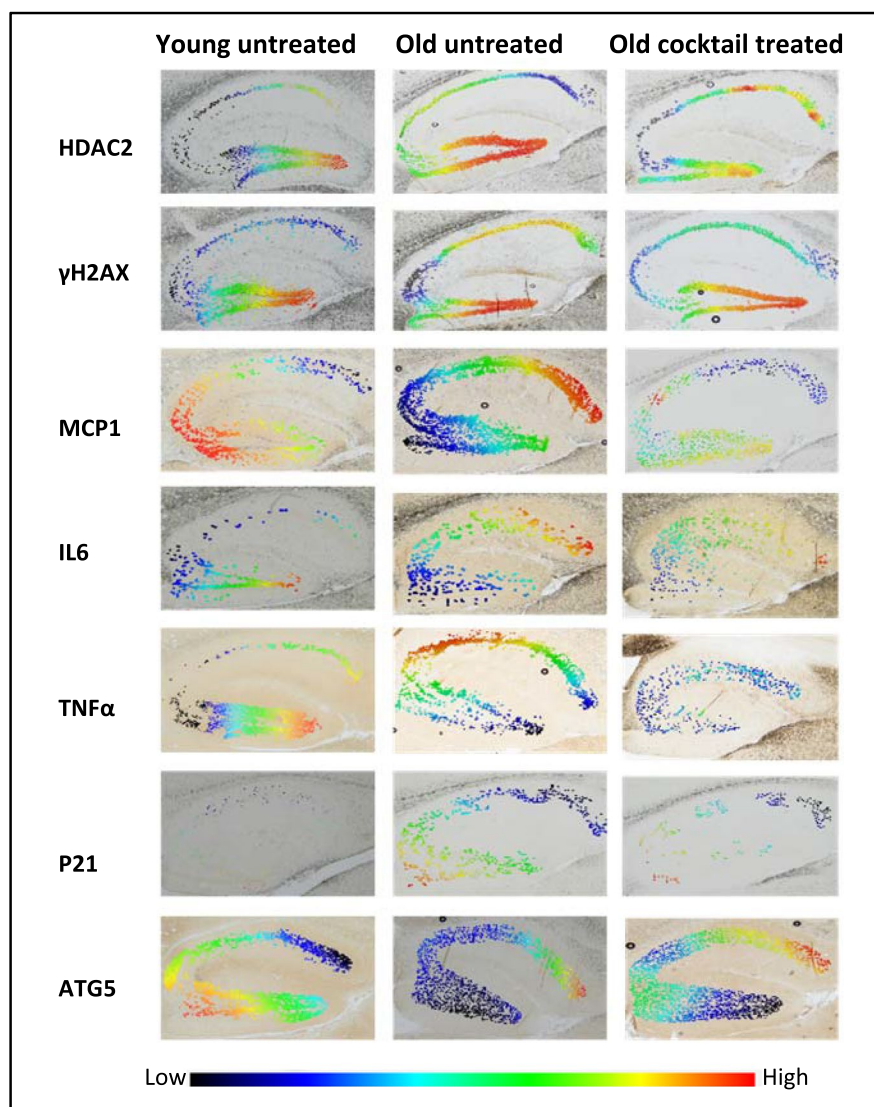 Young untreated Old untreated Old cocktail treated
HDAC2
γH2AX
MCP1
IL6
TNFα
P21
ATG5
Low High